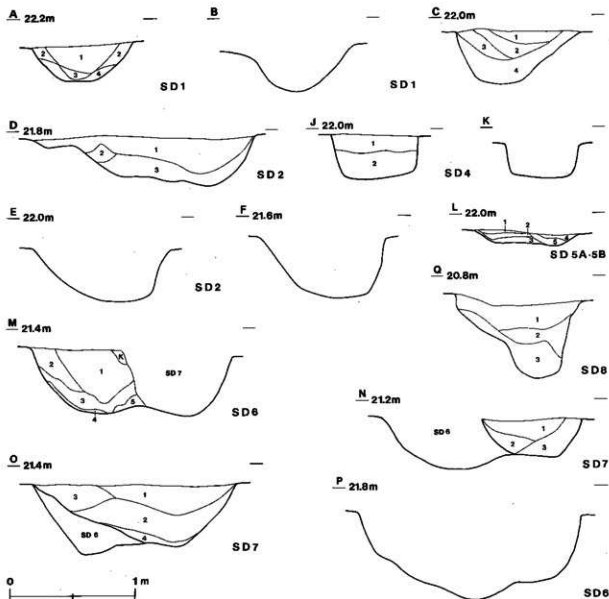 A 22.2m
2 1 2
3 4
SD1
B
SD1
C 22.0m
1
3 2
4
D 21.8m
2 1
3
SD2
J 22.0m
1
2
SD4
K
E 22.0m
SD2
F 21.6m
L 22.0m
1 2
3 5 4
SD 5A·5B
M 21.4m
K
2 1
3 5
4
SD7
SD6
Q 20.8m
1
2
3
SD8
N 21.2m
SD6
1
2 3
SD7
O 21.4m
3 1
2
SD6 4
SD7
P 21.8m
SD6
0 1m